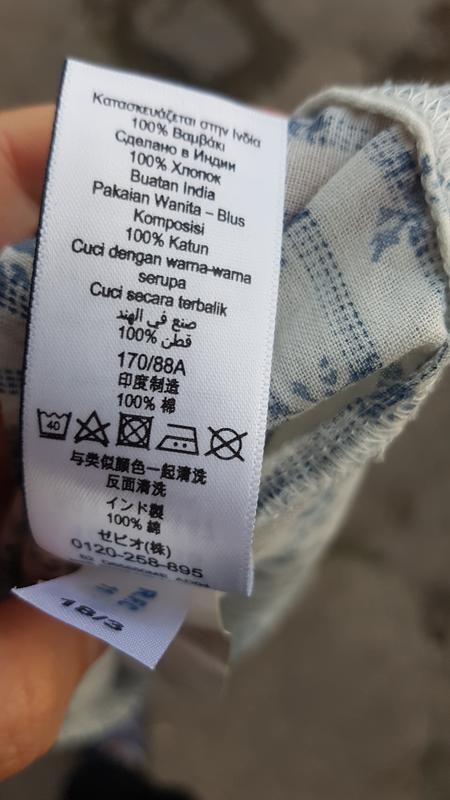 Κατασκευάζεται στην Ινδία
100% Βαμβάκι
Сделано в Индии
100% Хлопок
Buatan India
Pakaian Wanita – Blus
Komposisi
100% Katun
Cuci dengan warna-warna
serupa
Cuci secara terbalik
صنع في الهند
100% قطن
170/88A
印度制造
100% 棉
40
与类似颜色一起清洗
反面清洗
インド製
100% 綿
ゼビオ(株)
0120-258-895
18/3